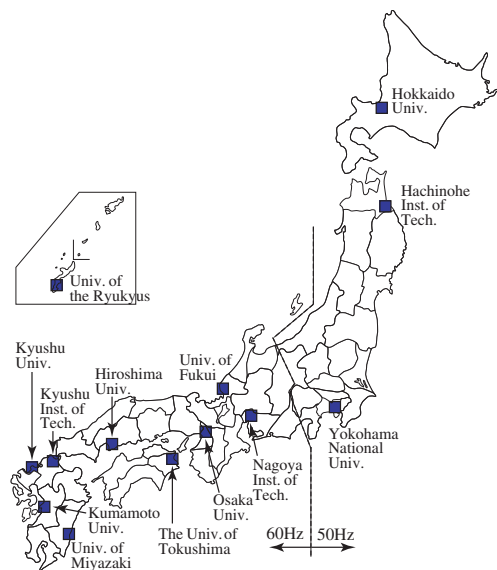 Hokkaido
Univ.
Hachinohe
Inst. of
Tech.
Univ. of
the Ryukyus
Kyushu
Univ.
Kyushu
Inst. of
Tech.
Hiroshima
Univ.
Univ. of
Fukui
Yokohama
National
Univ.
Nagoya
Inst. of
Tech.
Osaka
Univ.
The Univ. of
Tokushima
Kumamoto
Univ.
Univ. of
Miyazaki
60Hz
50Hz